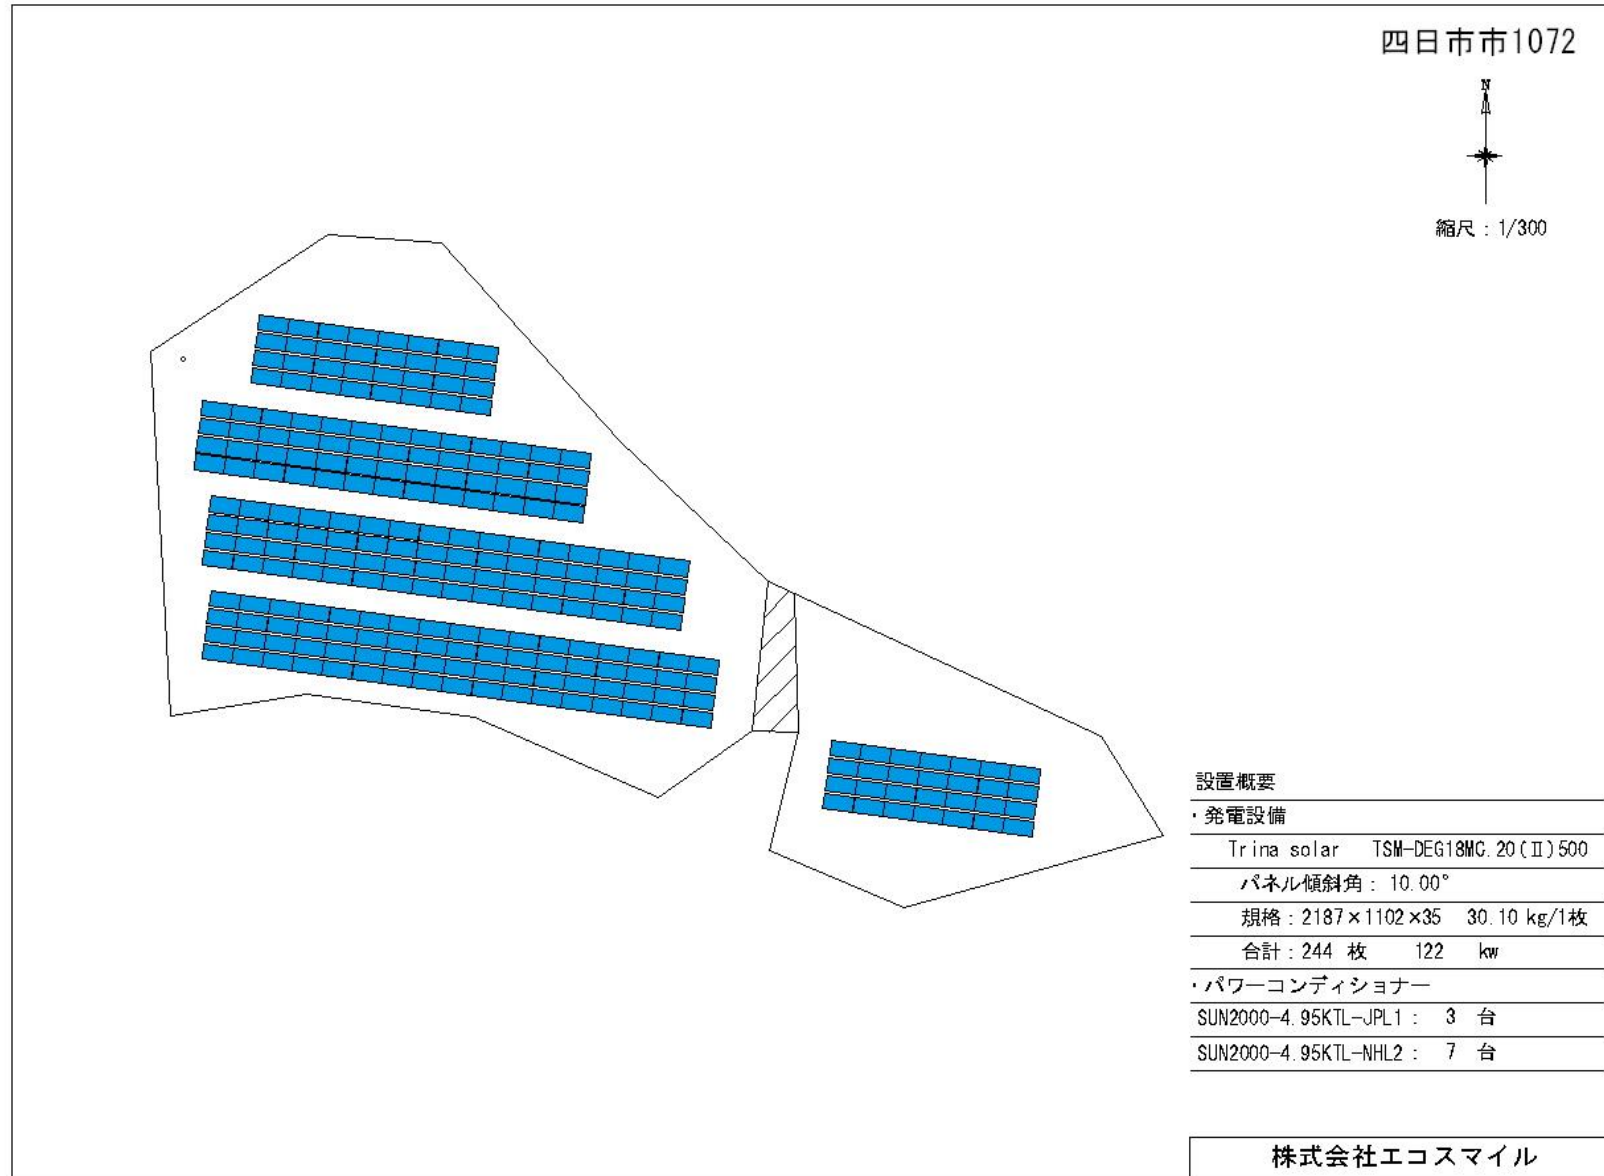 四日市市1072
N
縮尺：1/300
設置概要
・発電設備
Trina solar TSM-DEG18MC.20(Ⅱ)500
パネル傾斜角：10.00°
規格：2187×1102×35 30.10 kg/1枚
合計：244 枚 122 kw
・パワーコンディショナー
SUN2000-4.95KTL-JPL1： 3 台
SUN2000-4.95KTL-NHL2： 7 台
株式会社エコスマイル